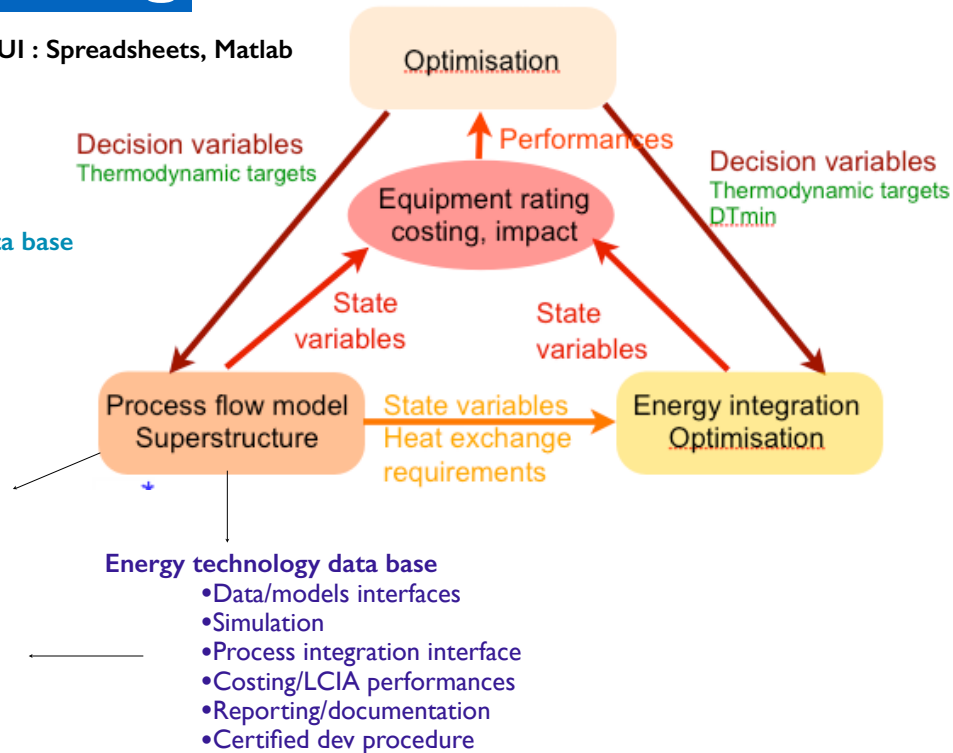 UI : Spreadsheets, Matlab
Optimisation
Performances
Decision variables
Thermodynamic targets
Decision variables
Thermodynamic targets
DTmin
Equipment rating
costing, impact
base
State
variables
State
variables
Process flow model
Superstructure
State variables
Heat exchange
requirements
Energy integration
Optimisation
Energy technology data base
•Data/models interfaces
•Simulation
•Process integration interface
•Costing/LCIA performances
•Reporting/documentation
•Certified dev procedure